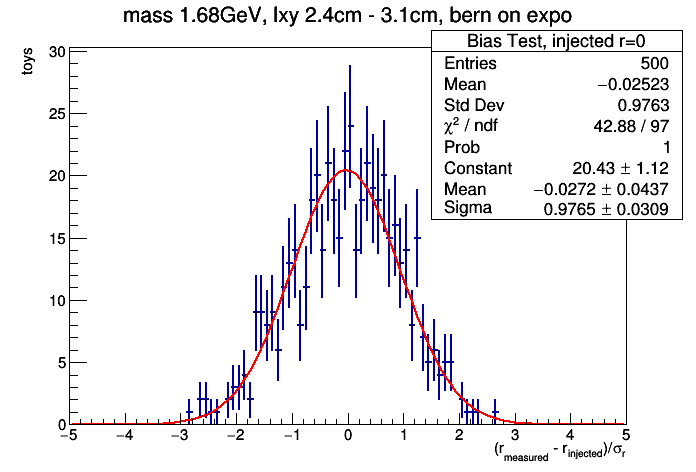 mass 1.68GeV, lxy 2.4cm - 3.1cm, bern on expo
Bias Test, injected r=0
Entries 500
Mean −0.02523
Std Dev 0.9763
χ² / ndf 42.88 / 97
Prob 1
Constant 20.43 ± 1.12
Mean −0.0272 ± 0.0437
Sigma 0.9765 ± 0.0309
toys
30
25
20
15
10
5
0
−5 −4 −3 −2 −1 0 1 2 3 4 5
(r_measured - r_injected)/σ_r